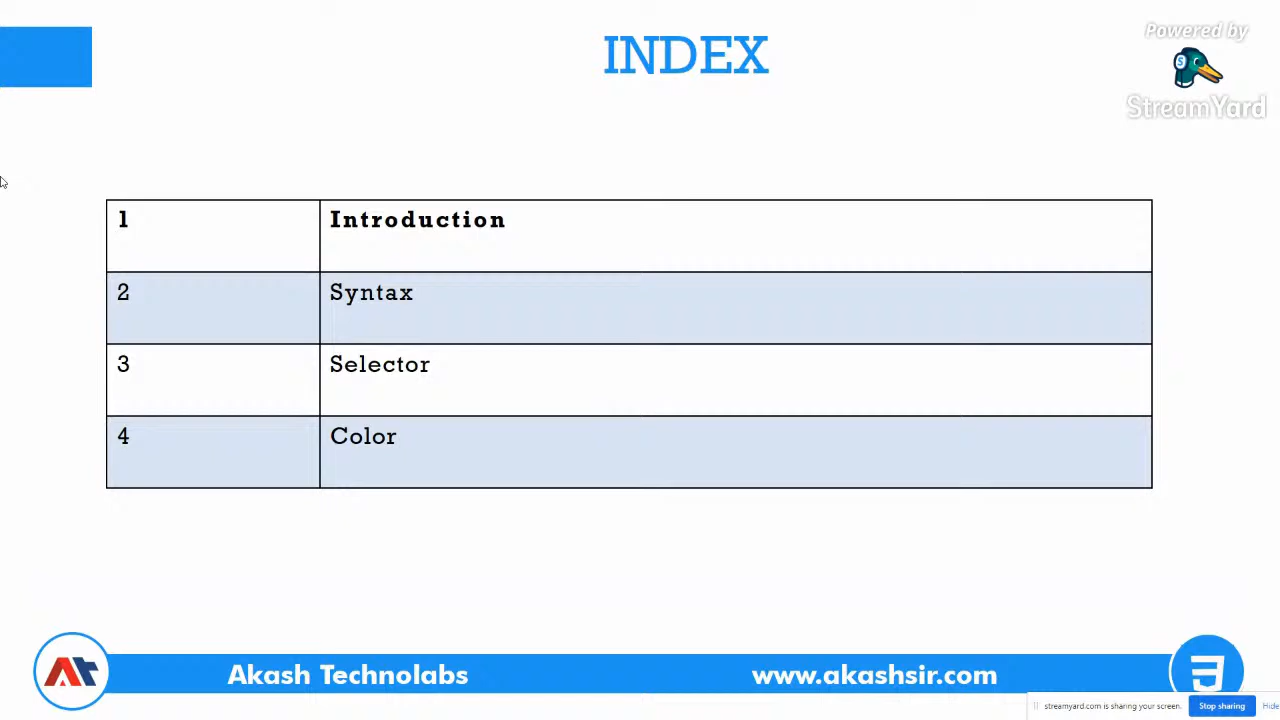 INDEX
Powered by
StreamYard
1 Introduction
2 Syntax
3 Selector
4 Color
Akash Technolabs www.akashsir.com
streamyard.com is sharing your screen. Stop sharing Hide